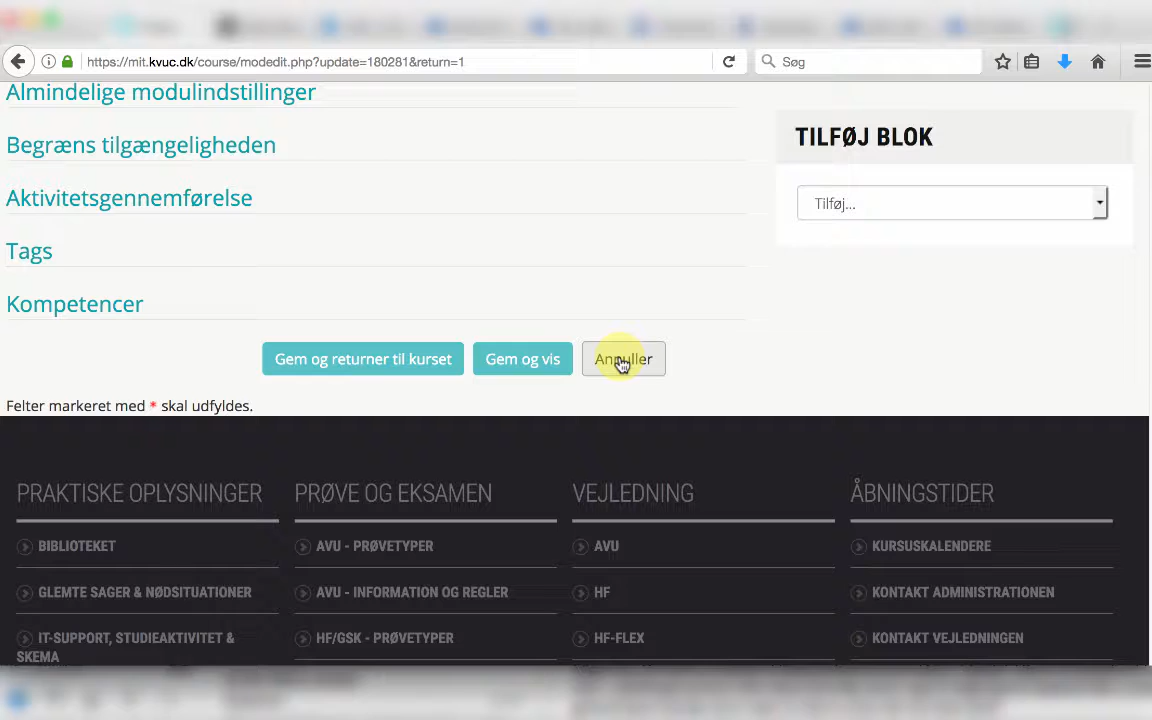 https://mit.kvuc.dk/course/modedit.php?update=180281&return=1
Søg
Almindelige modulindstillinger
Begræns tilgængeligheden
Aktivitetsgennemførelse
Tags
Kompetencer
TILFØJ BLOK
Tilføj...
Gem og returner til kurset
Gem og vis
Annuller
Felter markeret med * skal udfyldes.
PRAKTISKE OPLYSNINGER
BIBLIOTEKET
GLEMTE SAGER & NØDSITUATIONER
IT-SUPPORT, STUDIEAKTIVITET &
SKEMA
PRØVE OG EKSAMEN
AVU - PRØVETYPER
AVU - INFORMATION OG REGLER
HF/GSK - PRØVETYPER
VEJLEDNING
AVU
HF
HF-FLEX
ÅBNINGSTIDER
KURSUSKALENDERE
KONTAKT ADMINISTRATIONEN
KONTAKT VEJLEDNINGEN